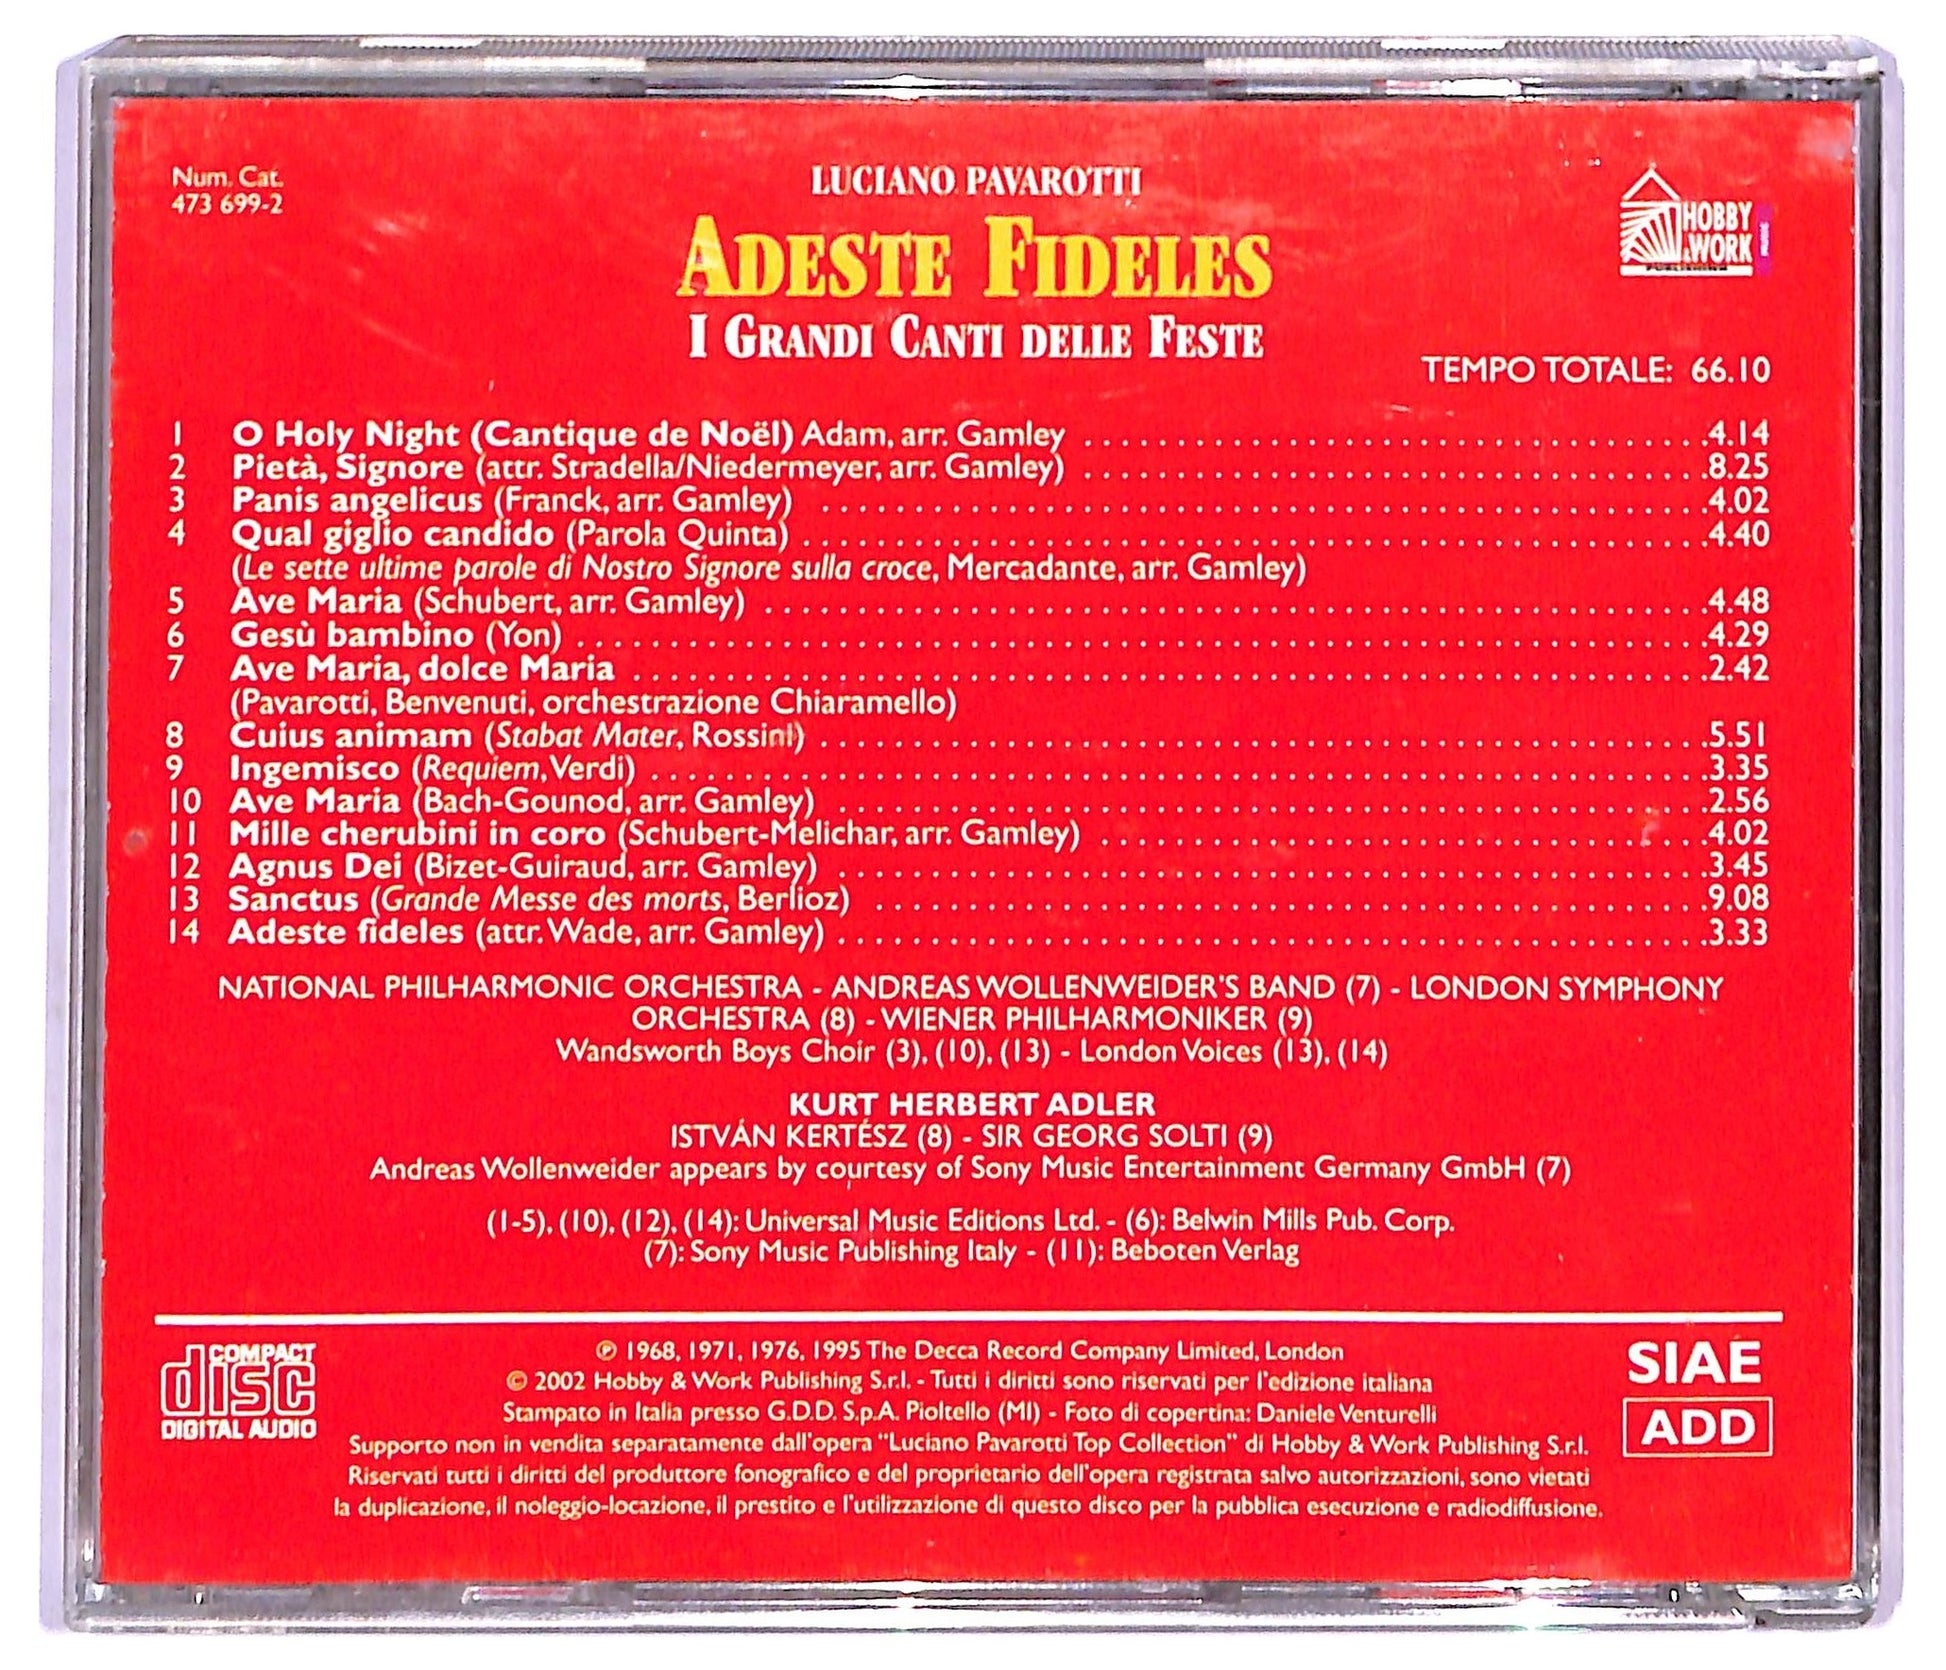 Num. Cat.
473 699-2
LUCIANO PAVAROTTI
ADESTE FIDELES
I GRANDI CANTI DELLE FESTE
HOBBY
& WORK
PUBLISHING
TEMPO TOTALE: 66.10
1 O Holy Night (Cantique de Noël) Adam, arr. Gamley 4.14
2 Pietà, Signore (attr. Stradella/Niedermeyer, arr. Gamley) 8.25
3 Panis angelicus (Franck, arr. Gamley) 4.02
4 Qual giglio candido (Parola Quinta) 4.40
(Le sette ultime parole di Nostro Signore sulla croce, Mercadante, arr. Gamley)
5 Ave Maria (Schubert, arr. Gamley) 4.48
6 Gesù bambino (Yon) 4.29
7 Ave Maria, dolce Maria 2.42
(Pavarotti, Benvenuti, orchestrazione Chiaramello)
8 Cuius animam (Stabat Mater, Rossini) 5.51
9 Ingemisco (Requiem, Verdi) 3.35
10 Ave Maria (Bach-Gounod, arr. Gamley) 2.56
11 Mille cherubini in coro (Schubert-Melichar, arr. Gamley) 4.02
12 Agnus Dei (Bizet-Guiraud, arr. Gamley) 3.45
13 Sanctus (Grande Messe des morts, Berlioz) 9.08
14 Adeste fideles (attr. Wade, arr. Gamley) 3.33
NATIONAL PHILHARMONIC ORCHESTRA - ANDREAS WOLLENWEIDER'S BAND (7) - LONDON SYMPHONY
ORCHESTRA (8) - WIENER PHILHARMONIKER (9)
Wandsworth Boys Choir (3), (10), (13) - London Voices (13), (14)
KURT HERBERT ADLER
ISTVÁN KERTÉSZ (8) - SIR GEORG SOLTI (9)
Andreas Wollenweider appears by courtesy of Sony Music Entertainment Germany GmbH (7)
(1-5), (10), (12), (14): Universal Music Editions Ltd. - (6): Belwin Mills Pub. Corp.
(7): Sony Music Publishing Italy - (11): Beboten Verlag
COMPACT
disc
DIGITAL AUDIO
℗ 1968, 1971, 1976, 1995 The Decca Record Company Limited, London
© 2002 Hobby & Work Publishing S.r.l. - Tutti i diritti sono riservati per l'edizione italiana
Stampato in Italia presso G.D.D. S.p.A. Pioltello (MI) - Foto di copertina: Daniele Venturelli
Supporto non in vendita separatamente dall'opera "Luciano Pavarotti Top Collection" di Hobby & Work Publishing S.r.l.
Riservati tutti i diritti del produttore fonografico e del proprietario dell'opera registrata salvo autorizzazioni, sono vietati
la duplicazione, il noleggio-locazione, il prestito e l'utilizzazione di questo disco per la pubblica esecuzione e radiodiffusione.
SIAE
ADD